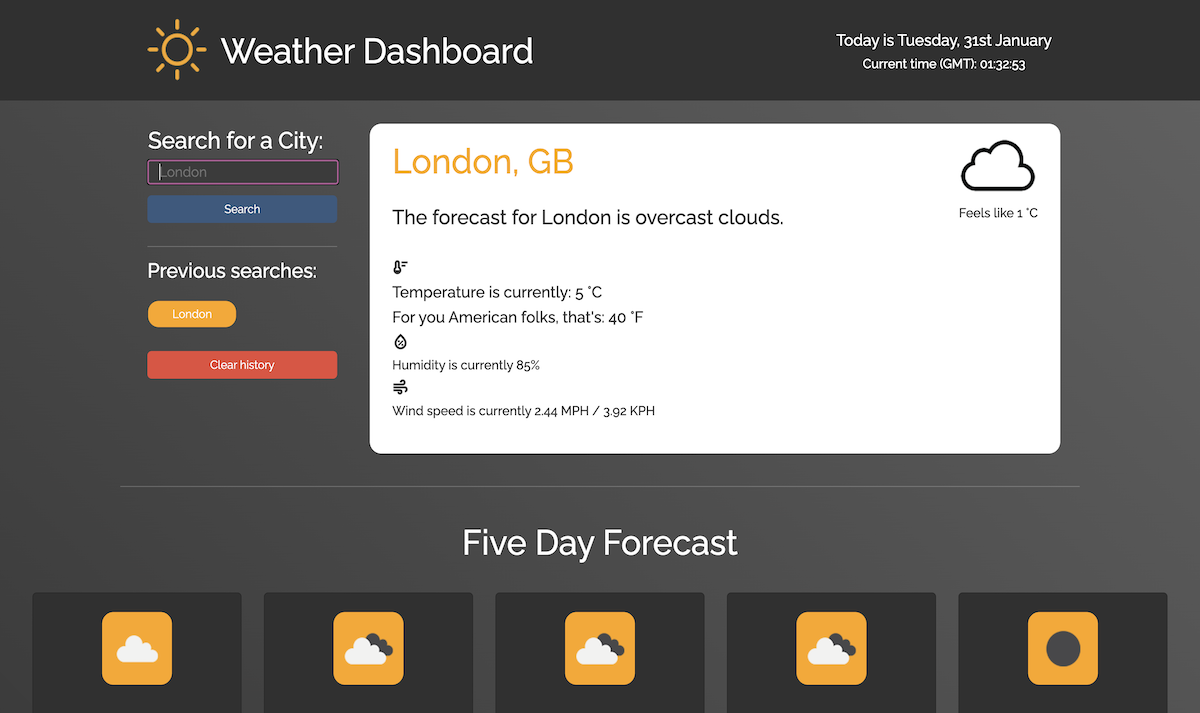 Weather Dashboard
Today is Tuesday, 31st January
Current time (GMT): 01:32:53
Search for a City:
London
Search
Previous searches:
London
Clear history
London, GB
Feels like 1 °C
The forecast for London is overcast clouds.
Temperature is currently: 5 °C
For you American folks, that's: 40 °F
Humidity is currently 85%
Wind speed is currently 2.44 MPH / 3.92 KPH
Five Day Forecast